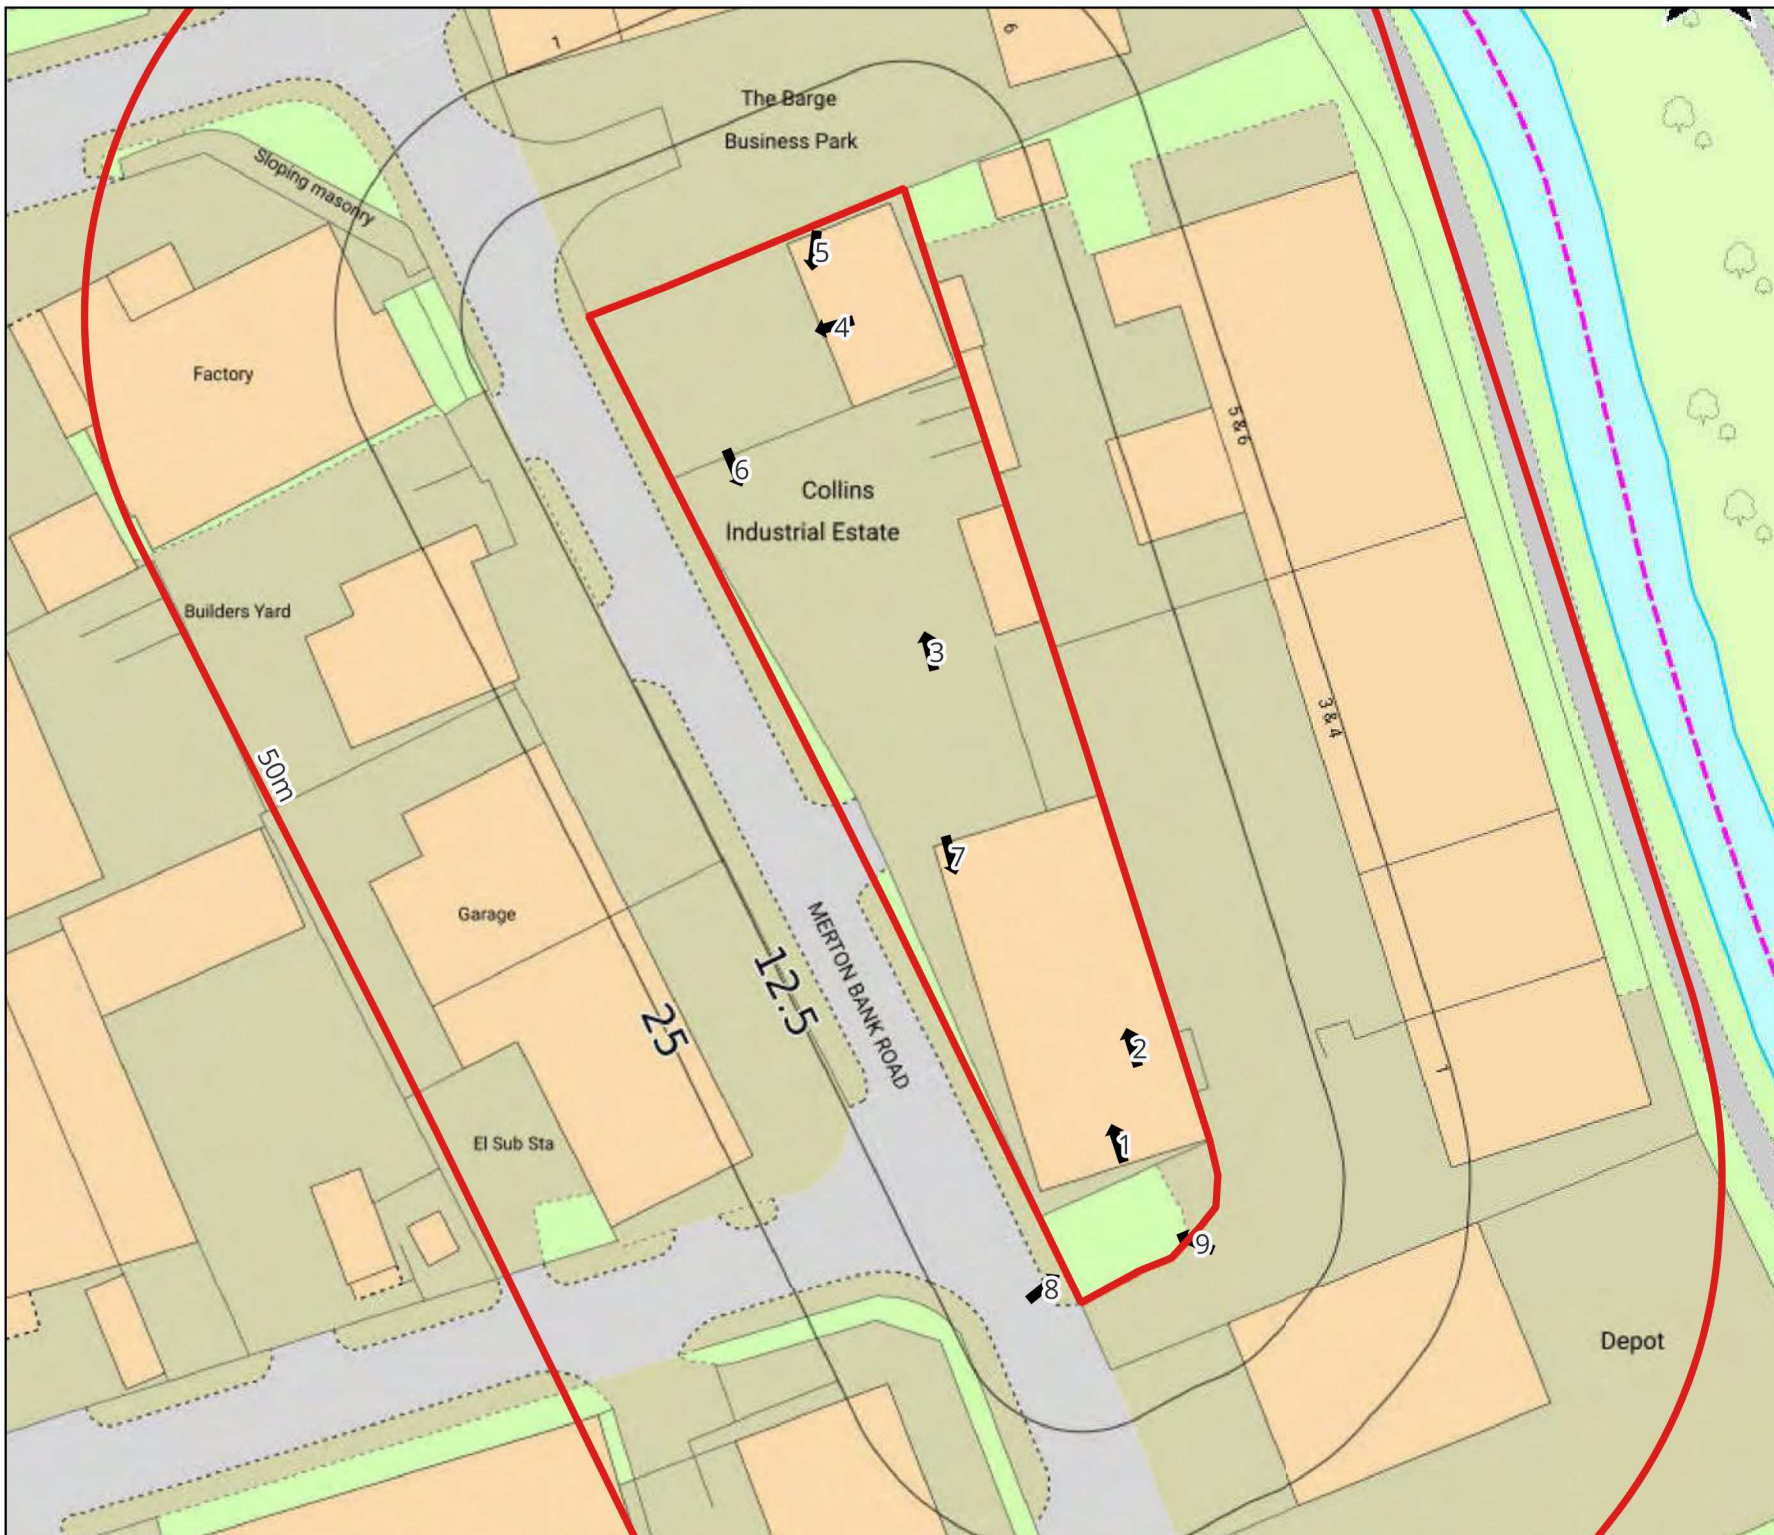 1
6
The Barge
Business Park
Sloping masonry
5
4
Factory
5 & 6
6
Collins
Industrial Estate
Builders Yard
3
3 & 4
50m
7
Garage
MERTON BANK ROAD
12.5
25
2
1
1
El Sub Sta
9
8
Depot